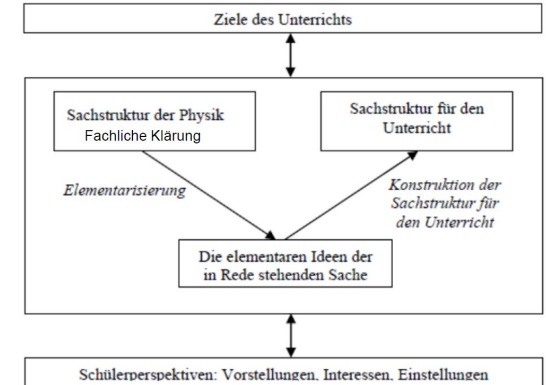 Ziele des Unterrichts
Sachstruktur der Physik
Fachliche Klärung
Sachstruktur für den
Unterricht
Elementarisierung
Konstruktion der
Sachstruktur für
den Unterricht
Die elementaren Ideen der
in Rede stehenden Sache
Schülerperspektiven: Vorstellungen, Interessen, Einstellungen